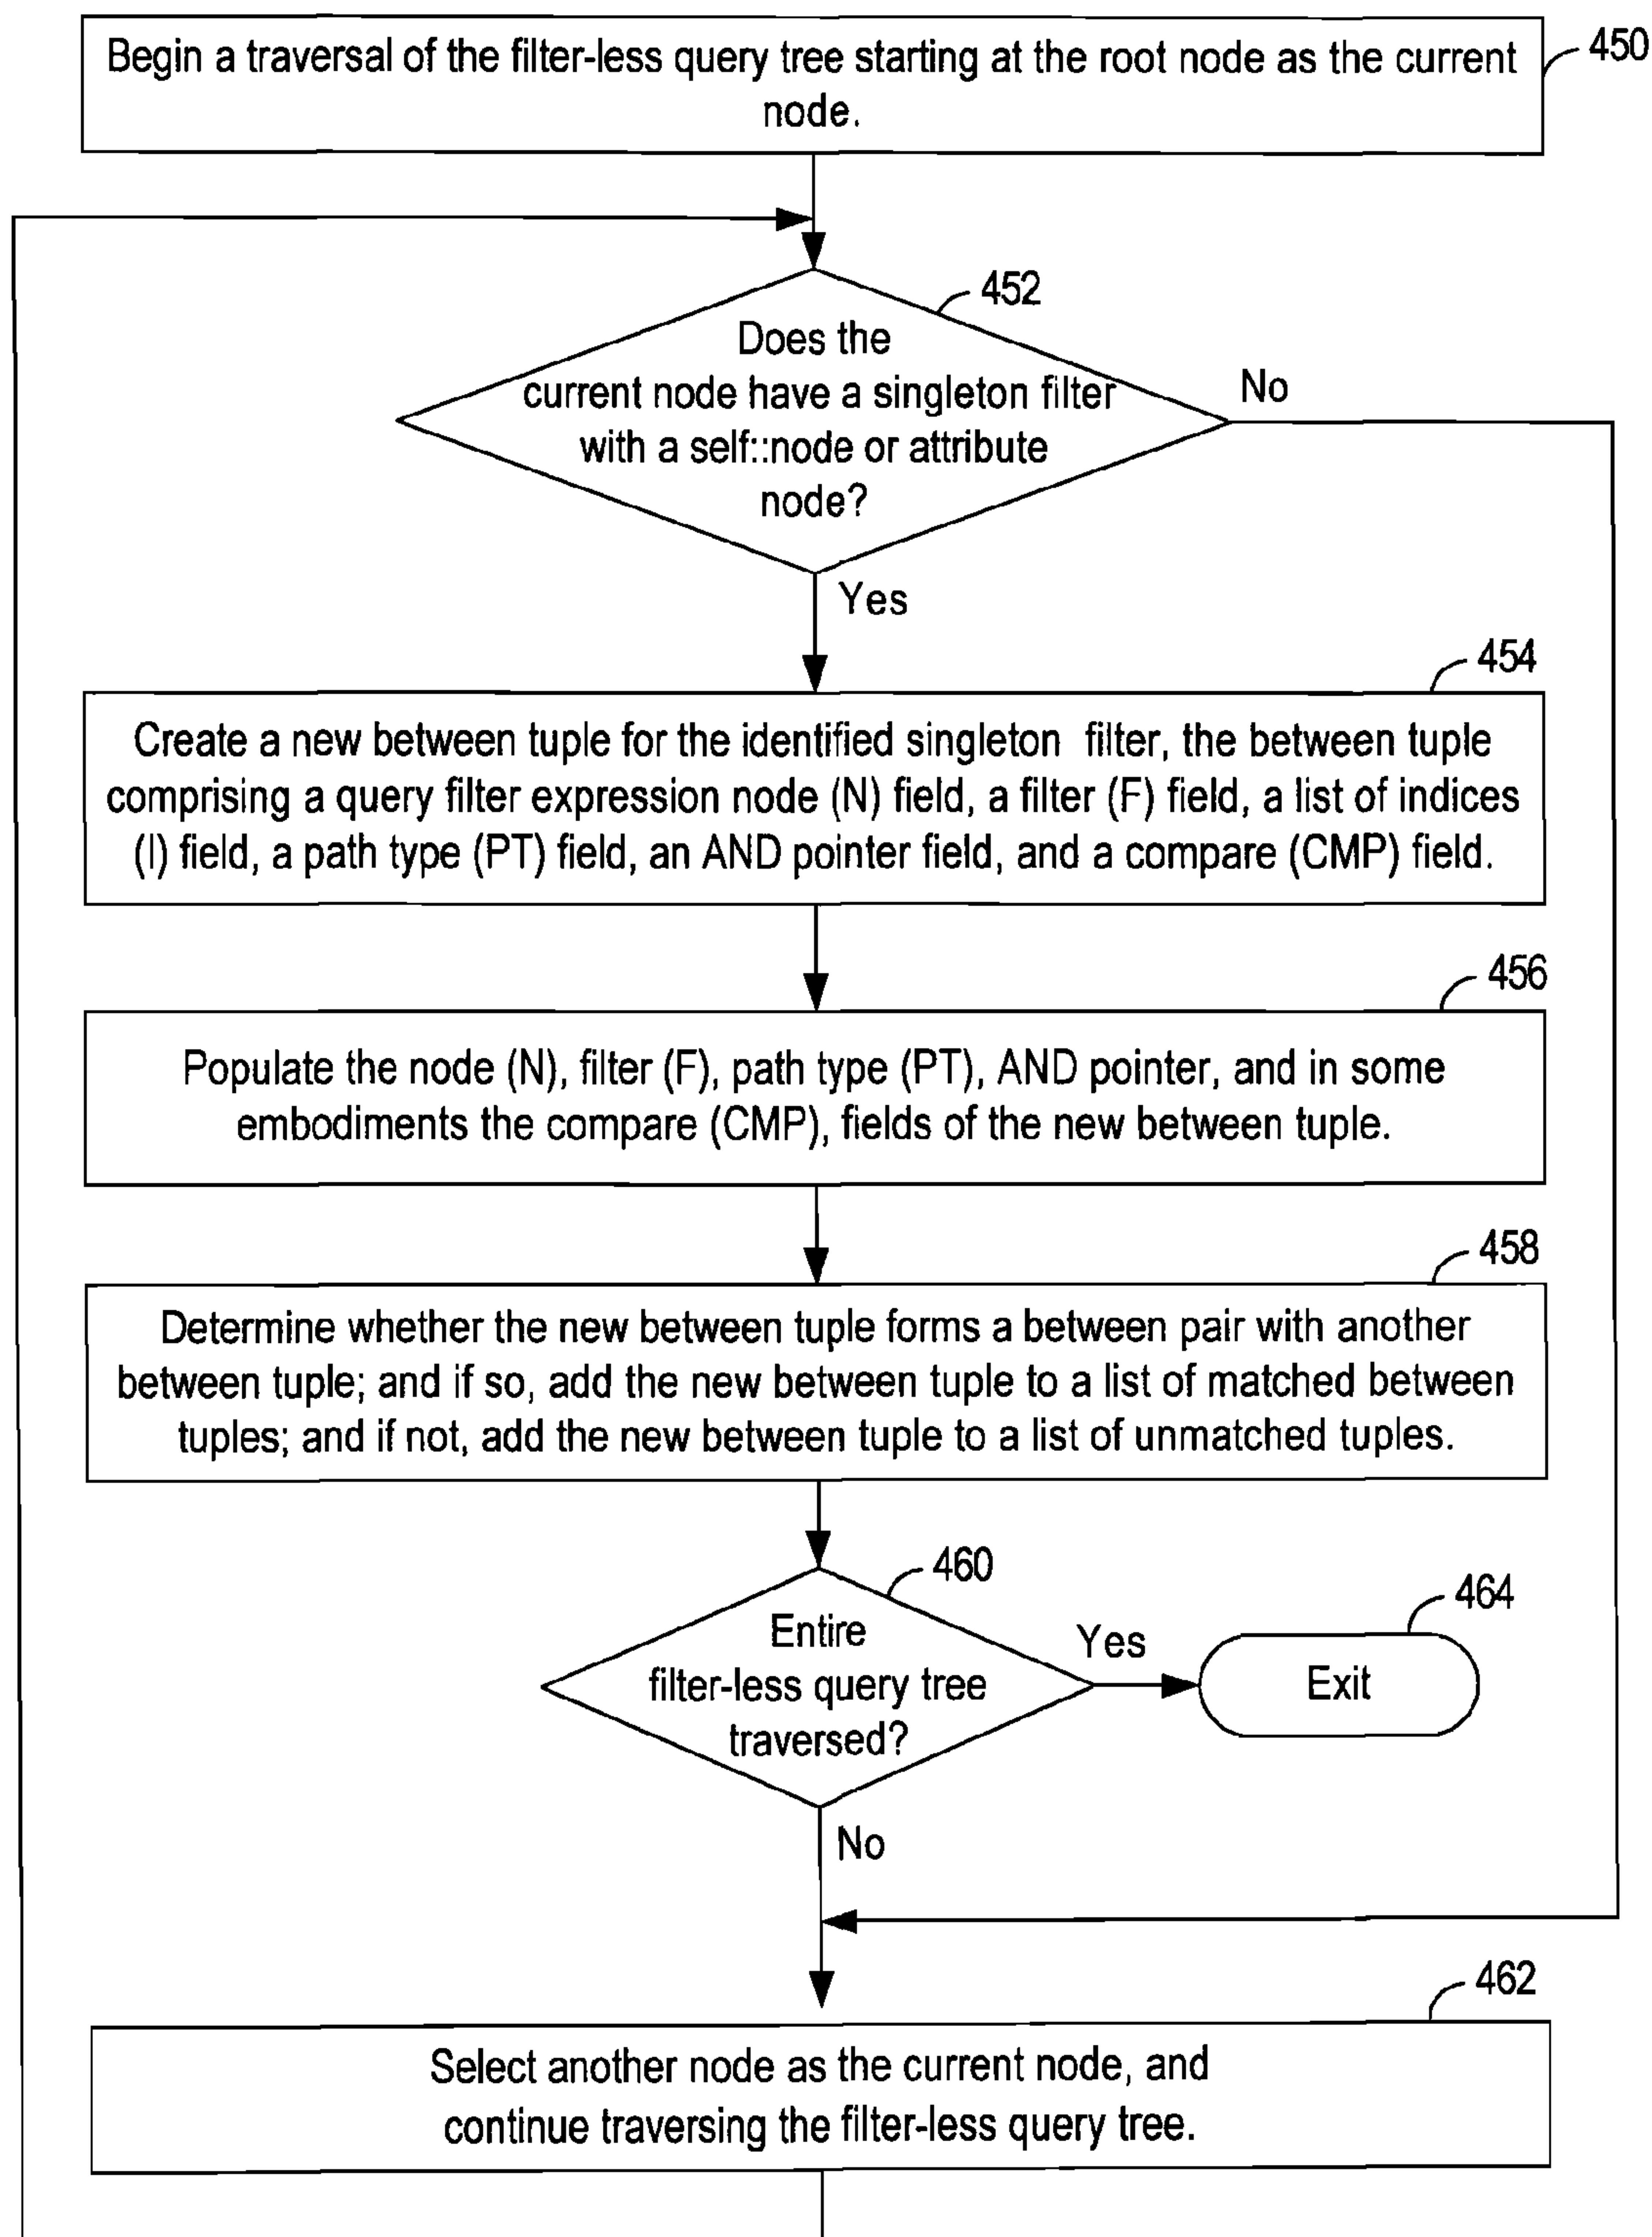 Begin a traversal of the filter-less query tree starting at the root node as the current
node.
450
452
Does the
current node have a singleton filter
with a self::node or attribute
node?
No
Yes
454
Create a new between tuple for the identified singleton filter, the between tuple
comprising a query filter expression node (N) field, a filter (F) field, a list of indices
(I) field, a path type (PT) field, an AND pointer field, and a compare (CMP) field.
456
Populate the node (N), filter (F), path type (PT), AND pointer, and in some
embodiments the compare (CMP), fields of the new between tuple.
458
Determine whether the new between tuple forms a between pair with another
between tuple; and if so, add the new between tuple to a list of matched between
tuples; and if not, add the new between tuple to a list of unmatched tuples.
460
Entire
filter-less query tree
traversed?
Yes
464
Exit
No
462
Select another node as the current node, and
continue traversing the filter-less query tree.